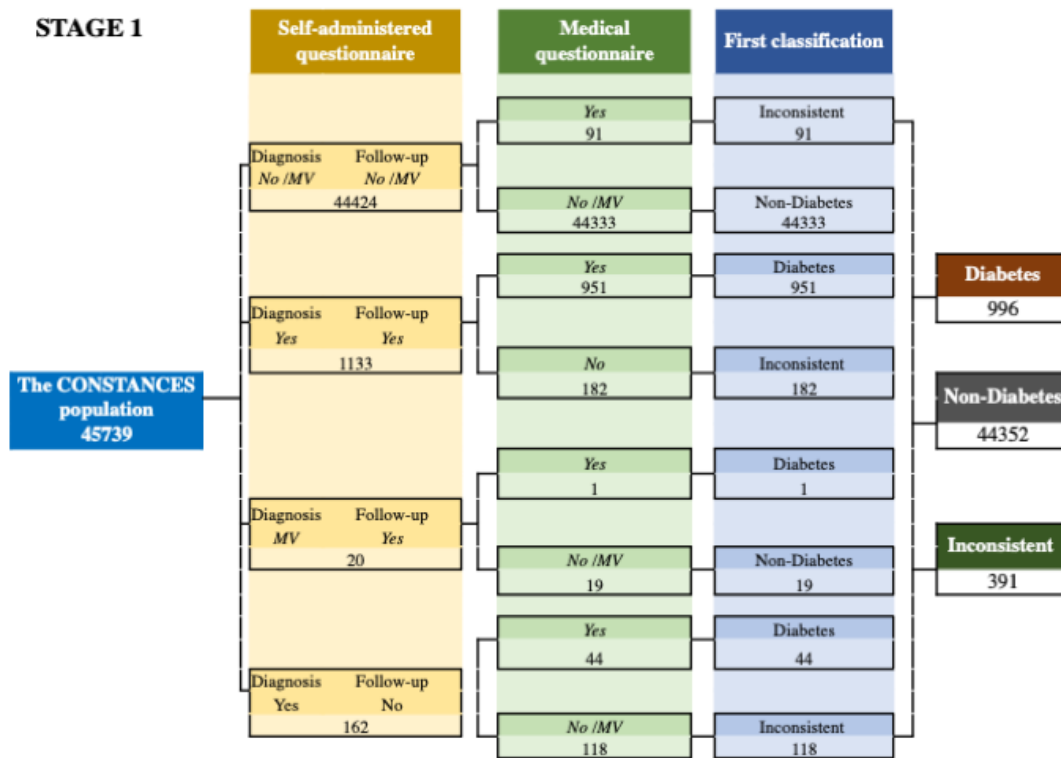 STAGE 1
Self-administered
questionnaire
Medical
questionnaire
First classification
The CONSTANCES
population
45739
Diagnosis Follow-up
No /MV No /MV
44424
Yes
91
Inconsistent
91
No /MV
44333
Non-Diabetes
44333
Diagnosis Follow-up
Yes Yes
1133
Yes
951
Diabetes
951
No
182
Inconsistent
182
Diagnosis Follow-up
MV Yes
20
Yes
1
Diabetes
1
No /MV
19
Non-Diabetes
19
Diagnosis Follow-up
Yes No
162
Yes
44
Diabetes
44
No /MV
118
Inconsistent
118
Diabetes
996
Non-Diabetes
44352
Inconsistent
391